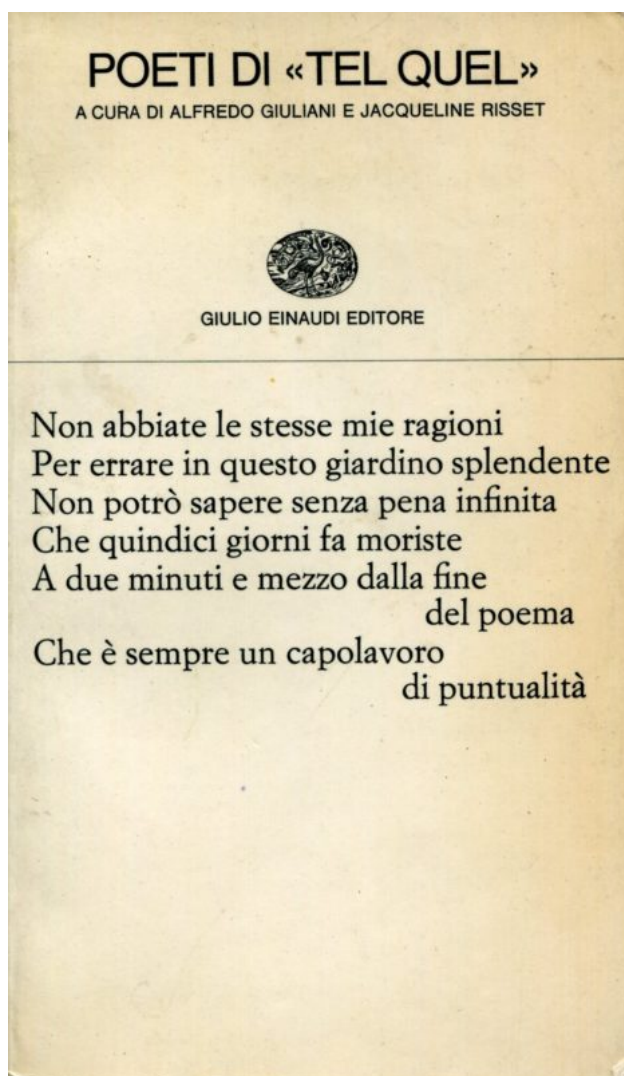 POETI DI «TEL QUEL»
A CURA DI ALFREDO GIULIANI E JACQUELINE RISSET
GIULIO EINAUDI EDITORE
Non abbiate le stesse mie ragioni
Per errare in questo giardino splendente
Non potrò sapere senza pena infinita
Che quindici giorni fa moriste
A due minuti e mezzo dalla fine
del poema
Che è sempre un capolavoro
di puntualità